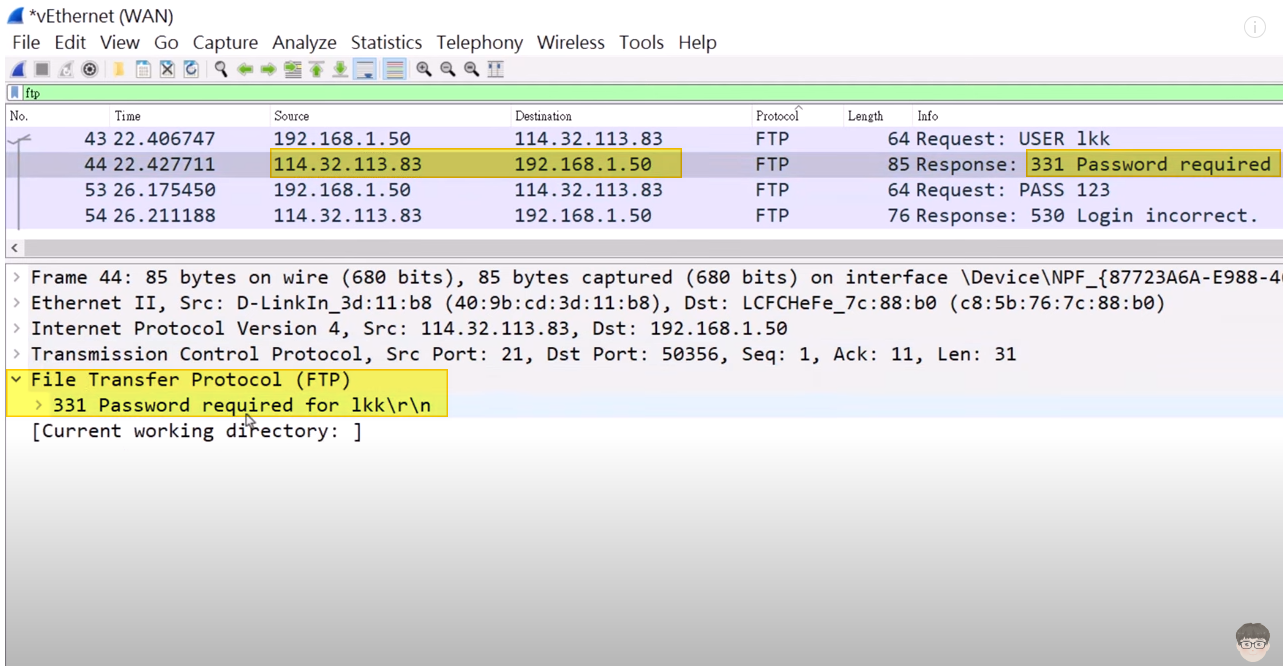 *vEthernet (WAN)
File Edit View Go Capture Analyze Statistics Telephony Wireless Tools Help
ftp
No. Time Source Destination Protocol Length Info
43 22.406747 192.168.1.50 114.32.113.83 FTP 64 Request: USER lkk
44 22.427711 114.32.113.83 192.168.1.50 FTP 85 Response: 331 Password required
53 26.175450 192.168.1.50 114.32.113.83 FTP 64 Request: PASS 123
54 26.211188 114.32.113.83 192.168.1.50 FTP 76 Response: 530 Login incorrect.
Frame 44: 85 bytes on wire (680 bits), 85 bytes captured (680 bits) on interface \Device\NPF_{87723A6A-E988-4
Ethernet II, Src: D-LinkIn_3d:11:b8 (40:9b:cd:3d:11:b8), Dst: LCFCHeFe_7c:88:b0 (c8:5b:76:7c:88:b0)
Internet Protocol Version 4, Src: 114.32.113.83, Dst: 192.168.1.50
Transmission Control Protocol, Src Port: 21, Dst Port: 50356, Seq: 1, Ack: 11, Len: 31
File Transfer Protocol (FTP)
331 Password required for lkk\r\n
[Current working directory: ]